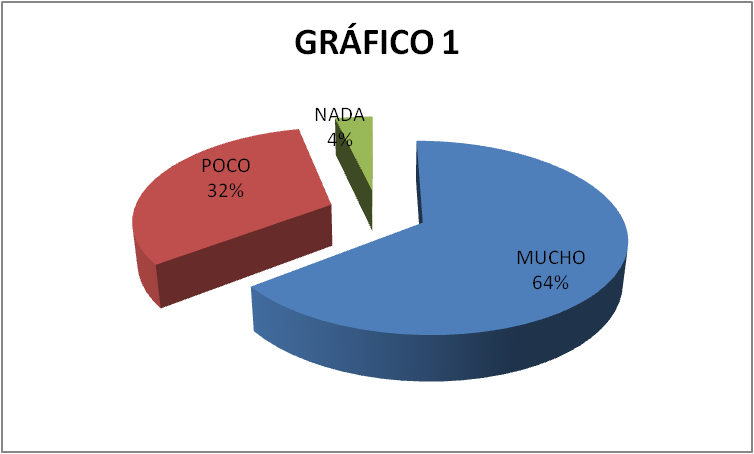 GRÁFICO 1
NADA
4%
POCO
32%
MUCHO
64%